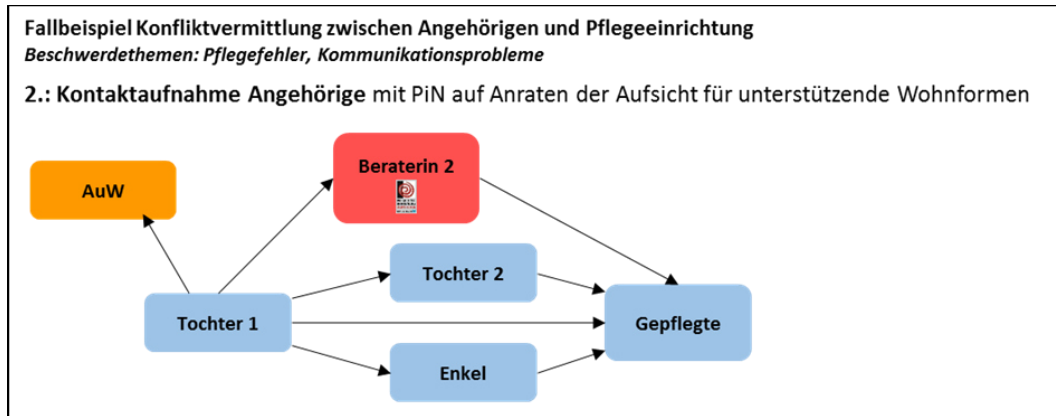 Fallbeispiel Konfliktvermittlung zwischen Angehörigen und Pflegeeinrichtung
Beschwerdethemen: Pflegefehler, Kommunikationsprobleme
2.: Kontaktaufnahme Angehörige mit PiN auf Anraten der Aufsicht für unterstützende Wohnformen
Beraterin 2
AuW
Tochter 2
Tochter 1
Gepflegte
Enkel